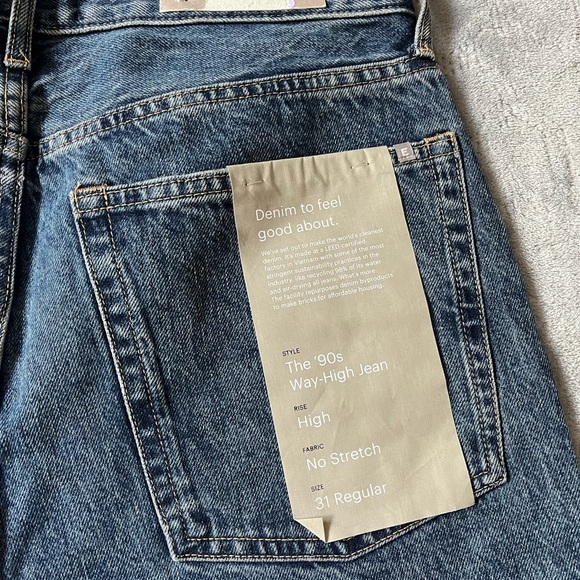 Denim to feel
good about.
We've set out to make the world's cleanest
denim. It's made at a LEED-certified
factory in Vietnam with some of the most
stringent sustainability practices in the
industry, like recycling 98% of its water
and air-drying all jeans. What's more:
The facility repurposes denim byproducts
to make bricks for affordable housing.
STYLE
The '90s
Way-High Jean
RISE
High
FABRIC
No Stretch
SIZE
31 Regular